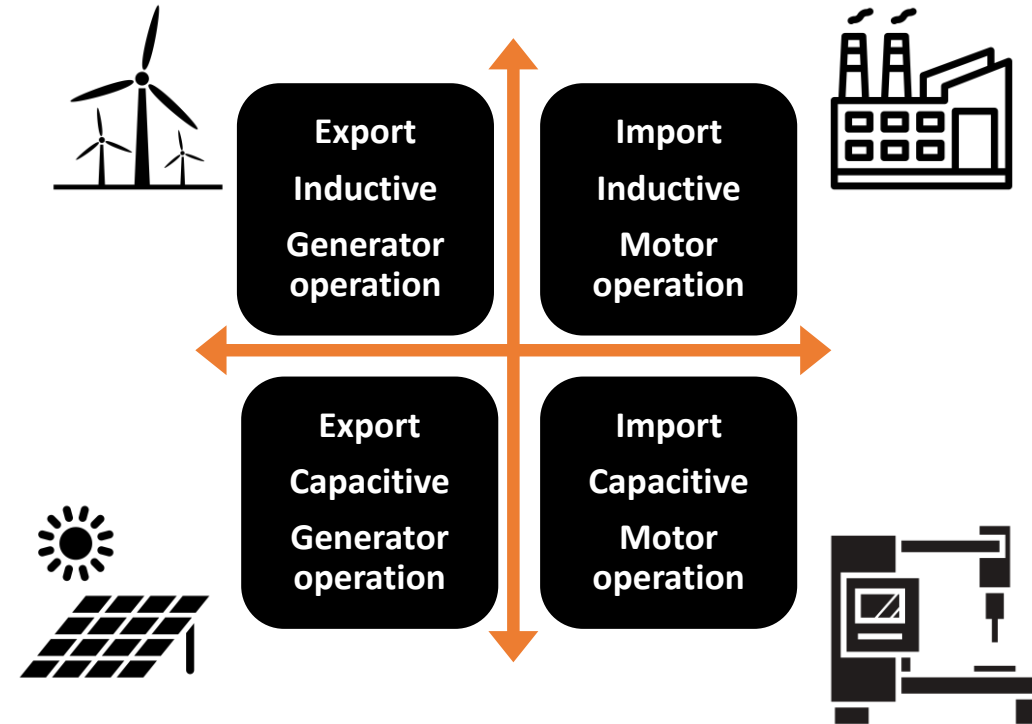 Export
Inductive
Generator
operation
Import
Inductive
Motor
operation
Export
Capacitive
Generator
operation
Import
Capacitive
Motor
operation